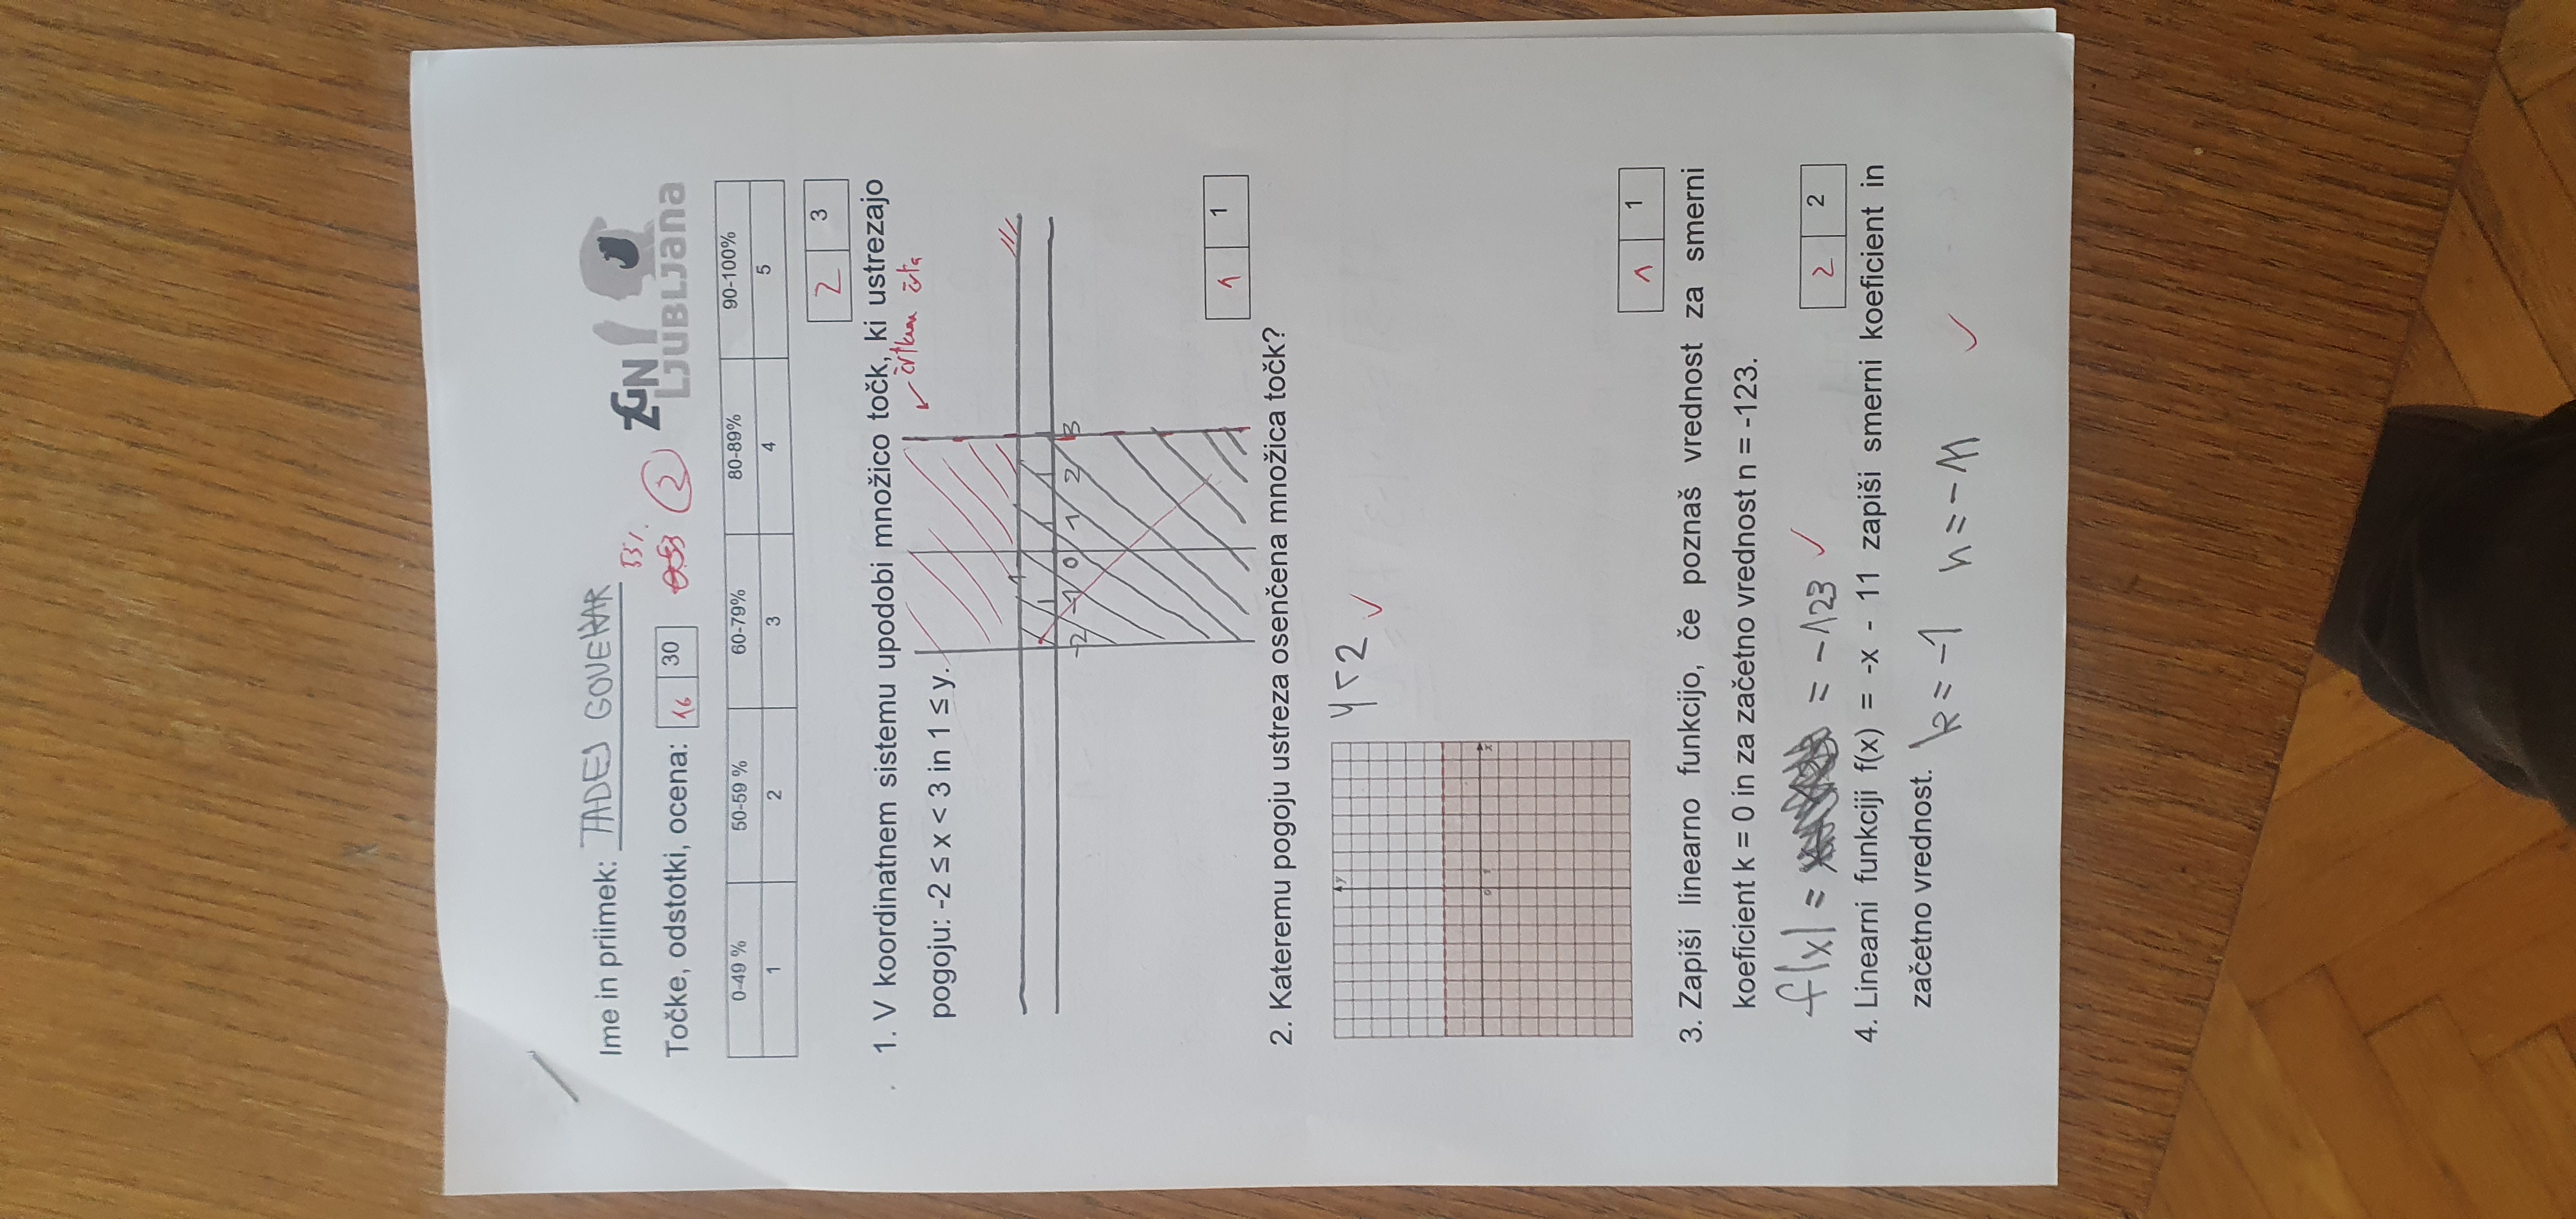 Ime in priimek: TADEJ GOVEKAR
53%.
Točke, odstotki, ocena: 16 30 0.53 2
ZGN
LJUBLJana
0-49 % 50-59 % 60-79% 80-89% 90-100%
1 2 3 4 5
2 3
1. V koordinatnem sistemu upodobi množico točk, ki ustrezajo
črtkana črta
pogoju: -2 ≤ x < 3 in 1 ≤ y.
1
-2 -1 0 1 2 3
1 1
2. Kateremu pogoju ustreza osenčena množica točk?
y
y < 2
0 1 x
1 1
3. Zapiši linearno funkcijo, če poznaš vrednost za smerni
koeficient k = 0 in za začetno vrednost n = -123.
f(x) = = -123
2 2
4. Linearni funkciji f(x) = -x - 11 zapiši smerni koeficient in
začetno vrednost. k = -1 n = -11